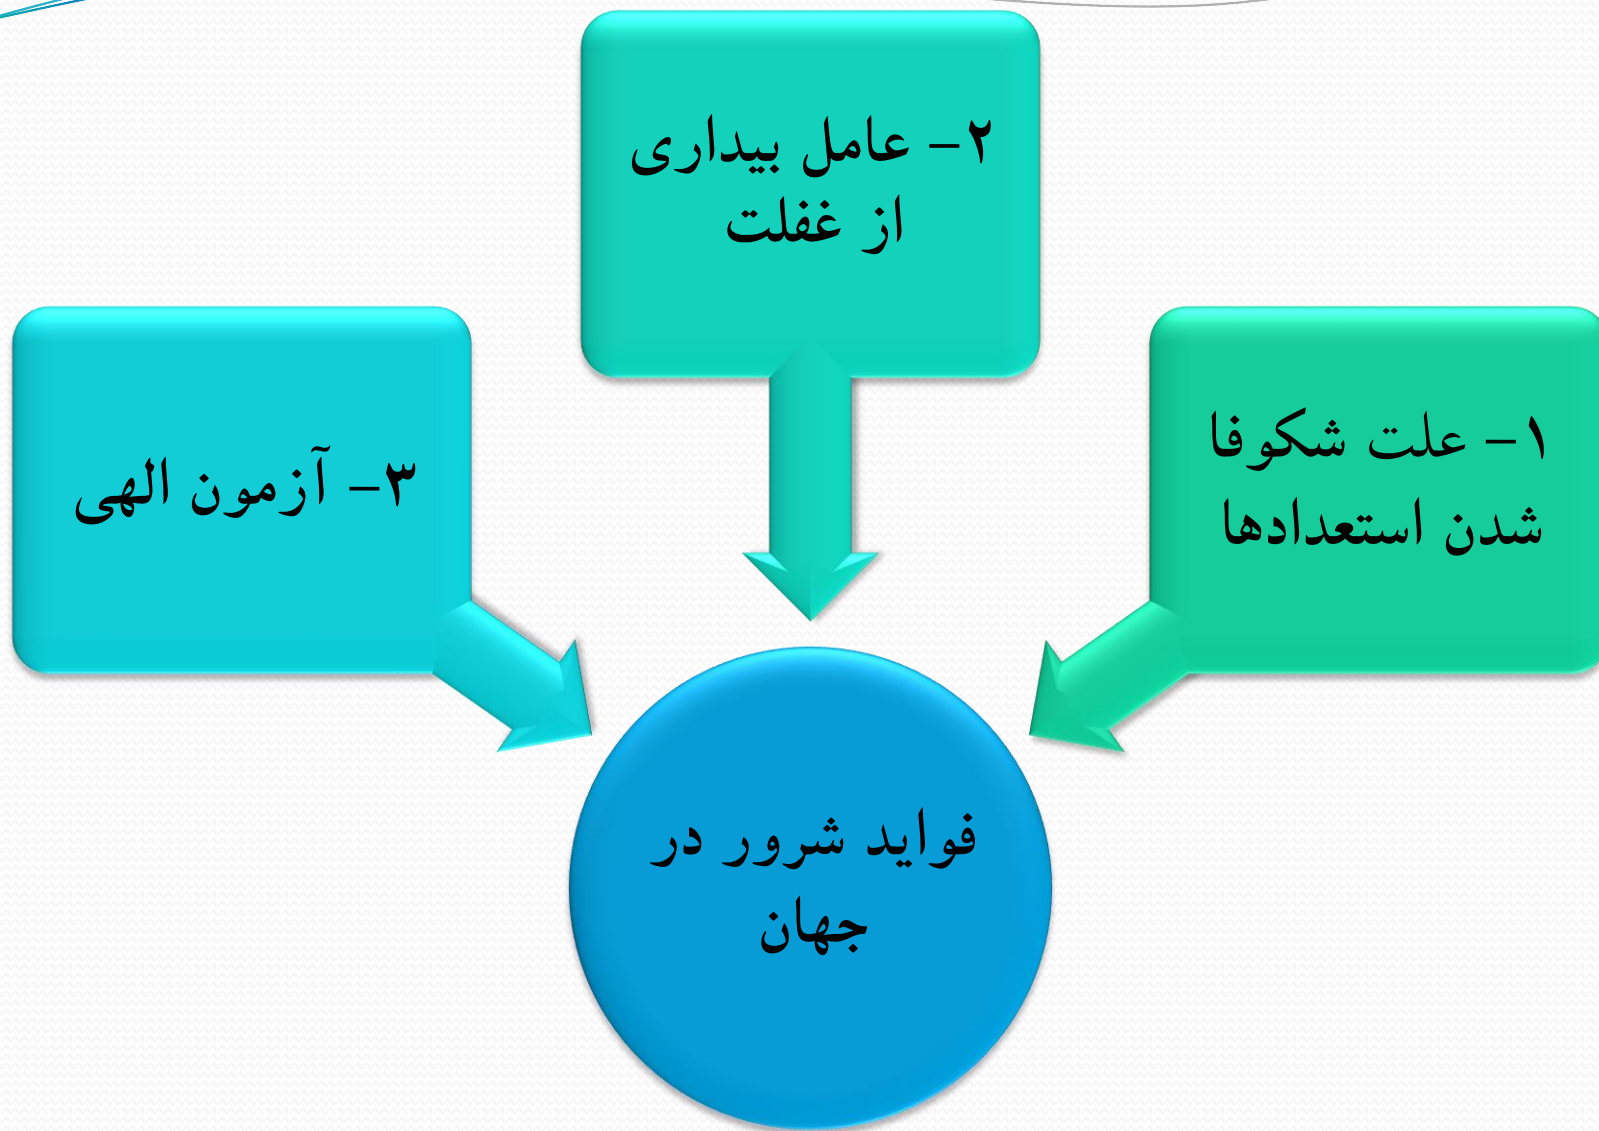 ۱- علت شکوفا
شدن استعدادها
۲- عامل بیداری
از غفلت
۳- آزمون الهی
فواید شرور در
جهان